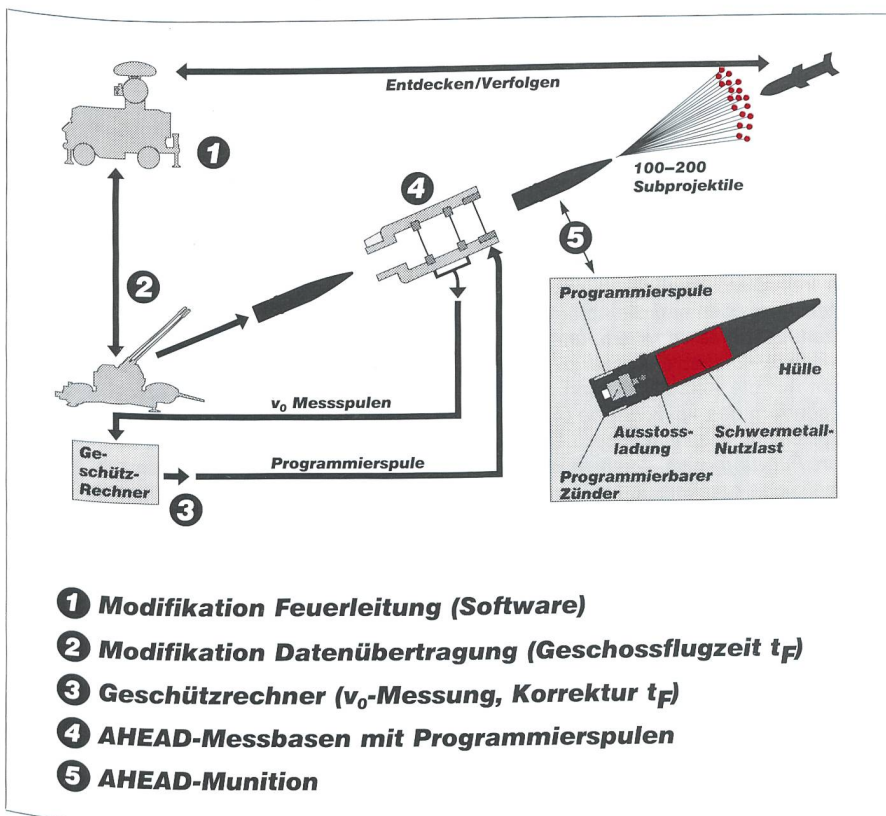 Entdecken/Verfolgen
1
4
100–200
Subprojektile
5
2
Programmierspule
Hülle
v₀ Messspulen
Ausstoss-
ladung
Schwermetall-
Nutzlast
Ge-
schütz-
Rechner
Programmierspule
Programmierbarer
Zünder
3
1 Modifikation Feuerleitung (Software)
2 Modifikation Datenübertragung (Geschossflugzeit tF)
3 Geschützrechner (v₀-Messung, Korrektur tF)
4 AHEAD-Messbasen mit Programmierspulen
5 AHEAD-Munition